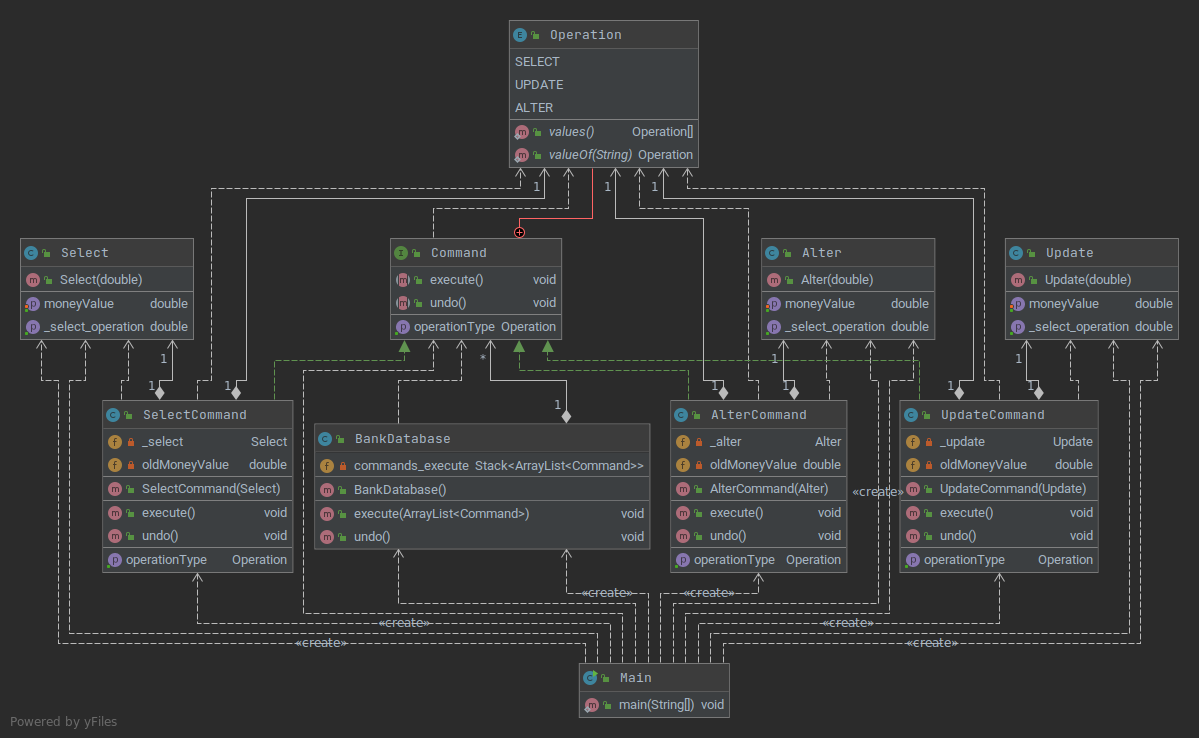 Operation
SELECT
UPDATE
ALTER
values() Operation[]
valueOf(String) Operation
1
1
1
Select
Select(double)
moneyValue double
_select_operation double
Command
execute() void
undo() void
operationType Operation
Alter
Alter(double)
moneyValue double
_select_operation double
Update
Update(double)
moneyValue double
_select_operation double
1
*
1
1
1
1
1
1
1
1
1
1
SelectCommand
_select Select
oldMoneyValue double
SelectCommand(Select)
execute() void
undo() void
operationType Operation
BankDatabase
commands_execute Stack<ArrayList<Command>>
BankDatabase()
execute(ArrayList<Command>) void
undo() void
AlterCommand
_alter Alter
oldMoneyValue double
AlterCommand(Alter)
execute() void
undo() void
operationType Operation
«create»
UpdateCommand
_update Update
oldMoneyValue double
UpdateCommand(Update)
execute() void
undo() void
operationType Operation
«create»
«create»
«create»
«create»
«create»
«create»
Main
main(String[]) void
Powered by yFiles